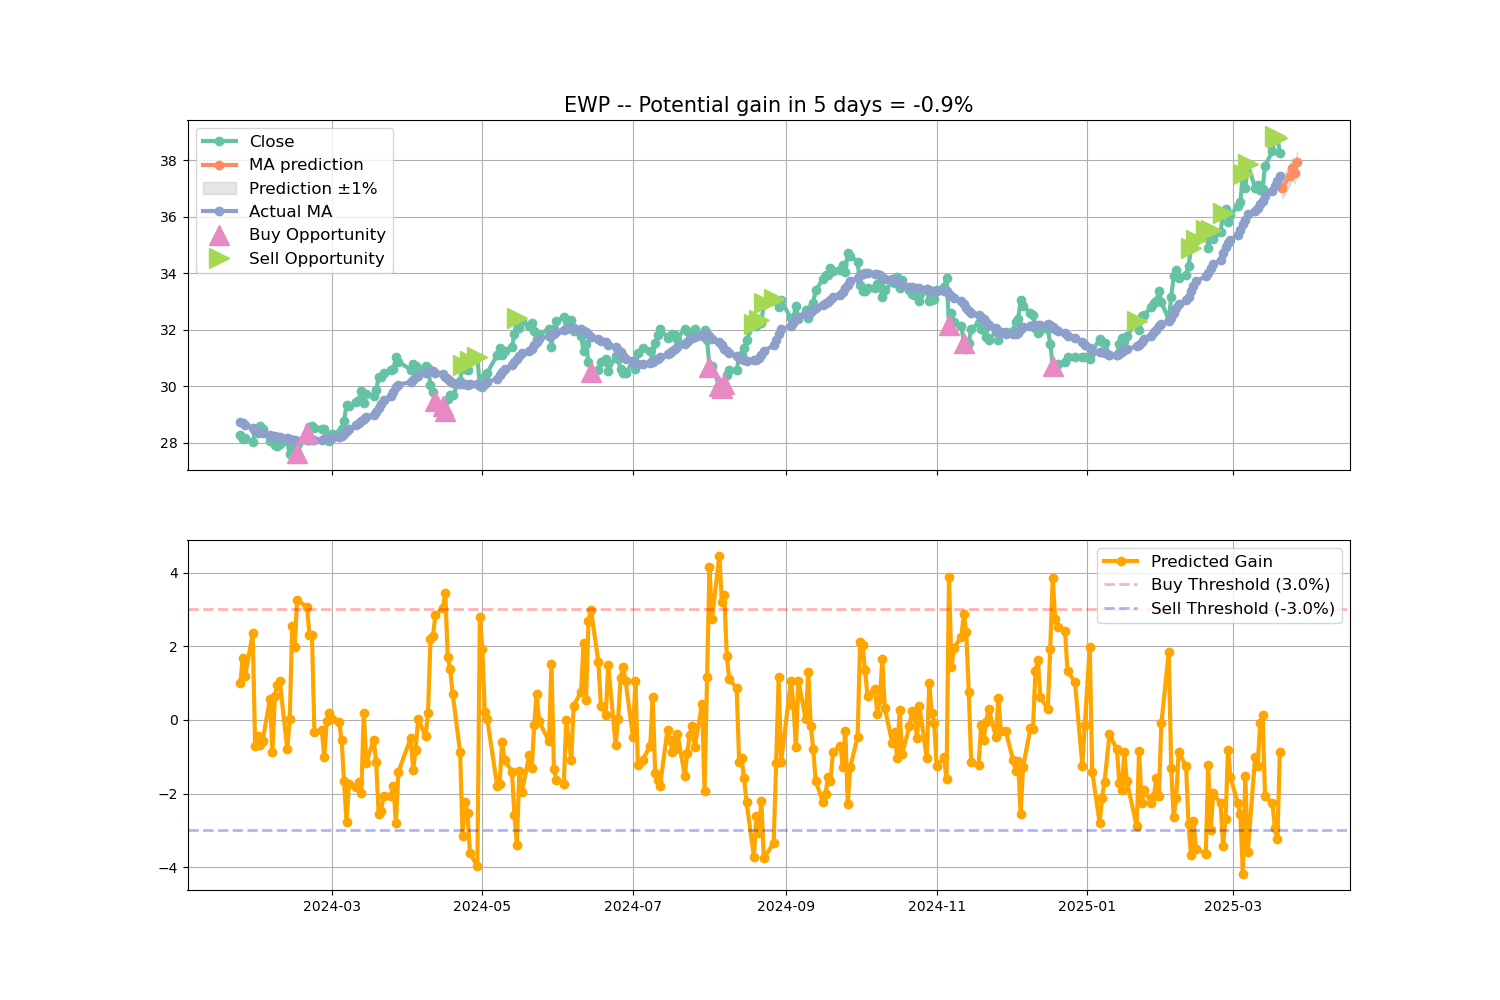 EWP -- Potential gain in 5 days = -0.9%
Close
MA prediction
Prediction ±1%
Actual MA
Buy Opportunity
Sell Opportunity
38
36
34
32
30
28
Predicted Gain
Buy Threshold (3.0%)
Sell Threshold (-3.0%)
4
2
0
−2
−4
2024-03 2024-05 2024-07 2024-09 2024-11 2025-01 2025-03